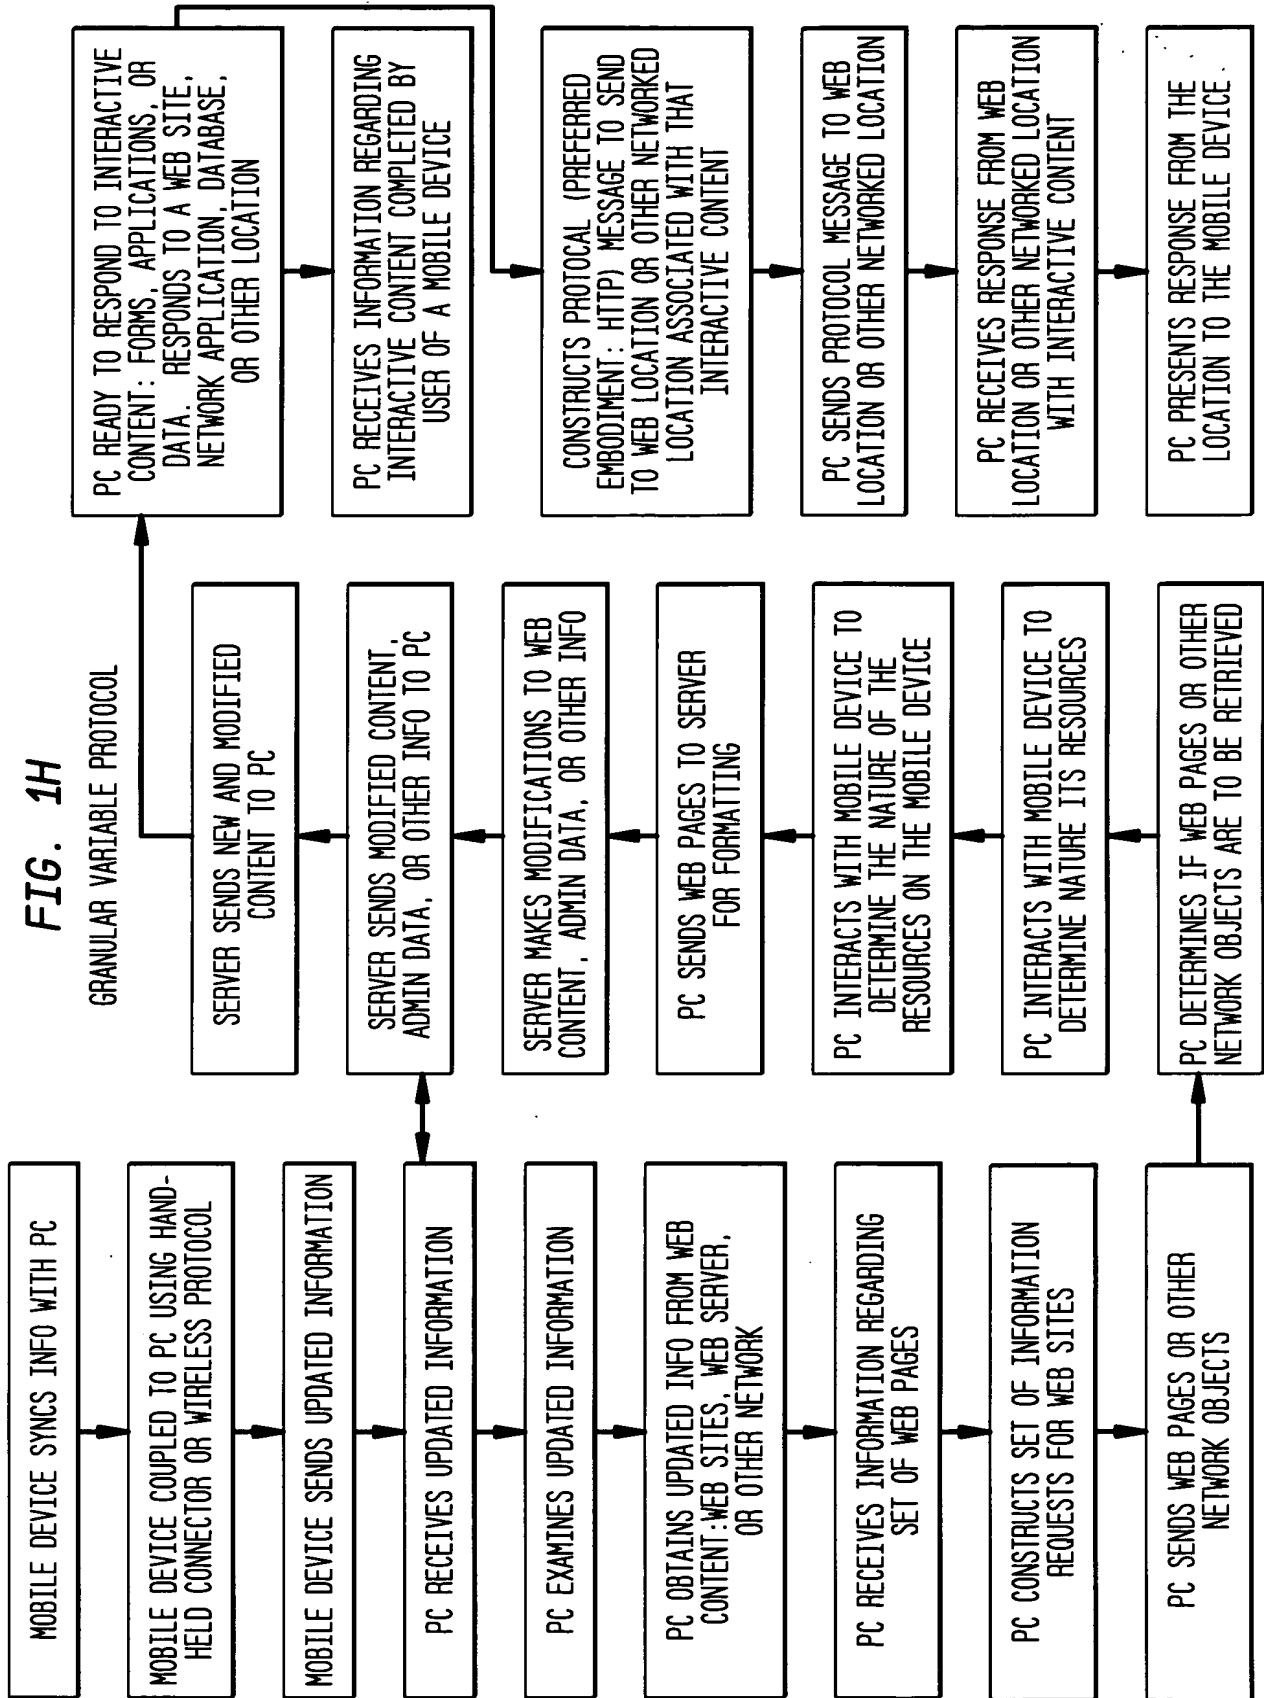 FIG. 1H
GRANULAR VARIABLE PROTOCOL
MOBILE DEVICE SYNCS INFO WITH PC
MOBILE DEVICE COUPLED TO PC USING HAND-
HELD CONNECTOR OR WIRELESS PROTOCOL
MOBILE DEVICE SENDS UPDATED INFORMATION
PC RECEIVES UPDATED INFORMATION
PC EXAMINES UPDATED INFORMATION
PC OBTAINS UPDATED INFO FROM WEB
CONTENT:WEB SITES, WEB SERVER,
OR OTHER NETWORK
PC RECEIVES INFORMATION REGARDING
SET OF WEB PAGES
PC CONSTRUCTS SET OF INFORMATION
REQUESTS FOR WEB SITES
PC SENDS WEB PAGES OR OTHER
NETWORK OBJECTS
SERVER SENDS NEW AND MODIFIED
CONTENT TO PC
SERVER SENDS MODIFIED CONTENT,
ADMIN DATA, OR OTHER INFO TO PC
SERVER MAKES MODIFICATIONS TO WEB
CONTENT, ADMIN DATA, OR OTHER INFO
PC SENDS WEB PAGES TO SERVER
FOR FORMATTING
PC INTERACTS WITH MOBILE DEVICE TO
DETERMINE THE NATURE OF THE
RESOURCES ON THE MOBILE DEVICE
PC INTERACTS WITH MOBILE DEVICE TO
DETERMINE NATURE ITS RESOURCES
PC DETERMINES IF WEB PAGES OR OTHER
NETWORK OBJECTS ARE TO BE RETRIEVED
PC READY TO RESPOND TO INTERACTIVE
CONTENT: FORMS, APPLICATIONS, OR
DATA. RESPONDS TO A WEB SITE,
NETWORK APPLICATION, DATABASE,
OR OTHER LOCATION
PC RECEIVES INFORMATION REGARDING
INTERACTIVE CONTENT COMPLETED BY
USER OF A MOBILE DEVICE
CONSTRUCTS PROTOCAL (PREFERRED
EMBODIMENT: HTTP) MESSAGE TO SEND
TO WEB LOCATION OR OTHER NETWORKED
LOCATION ASSOCIATED WITH THAT
INTERACTIVE CONTENT
PC SENDS PROTOCOL MESSAGE TO WEB
LOCATION OR OTHER NETWORKED LOCATION
PC RECEIVES RESPONSE FROM WEB
LOCATION OR OTHER NETWORKED LOCATION
WITH INTERACTIVE CONTENT
PC PRESENTS RESPONSE FROM THE
LOCATION TO THE MOBILE DEVICE